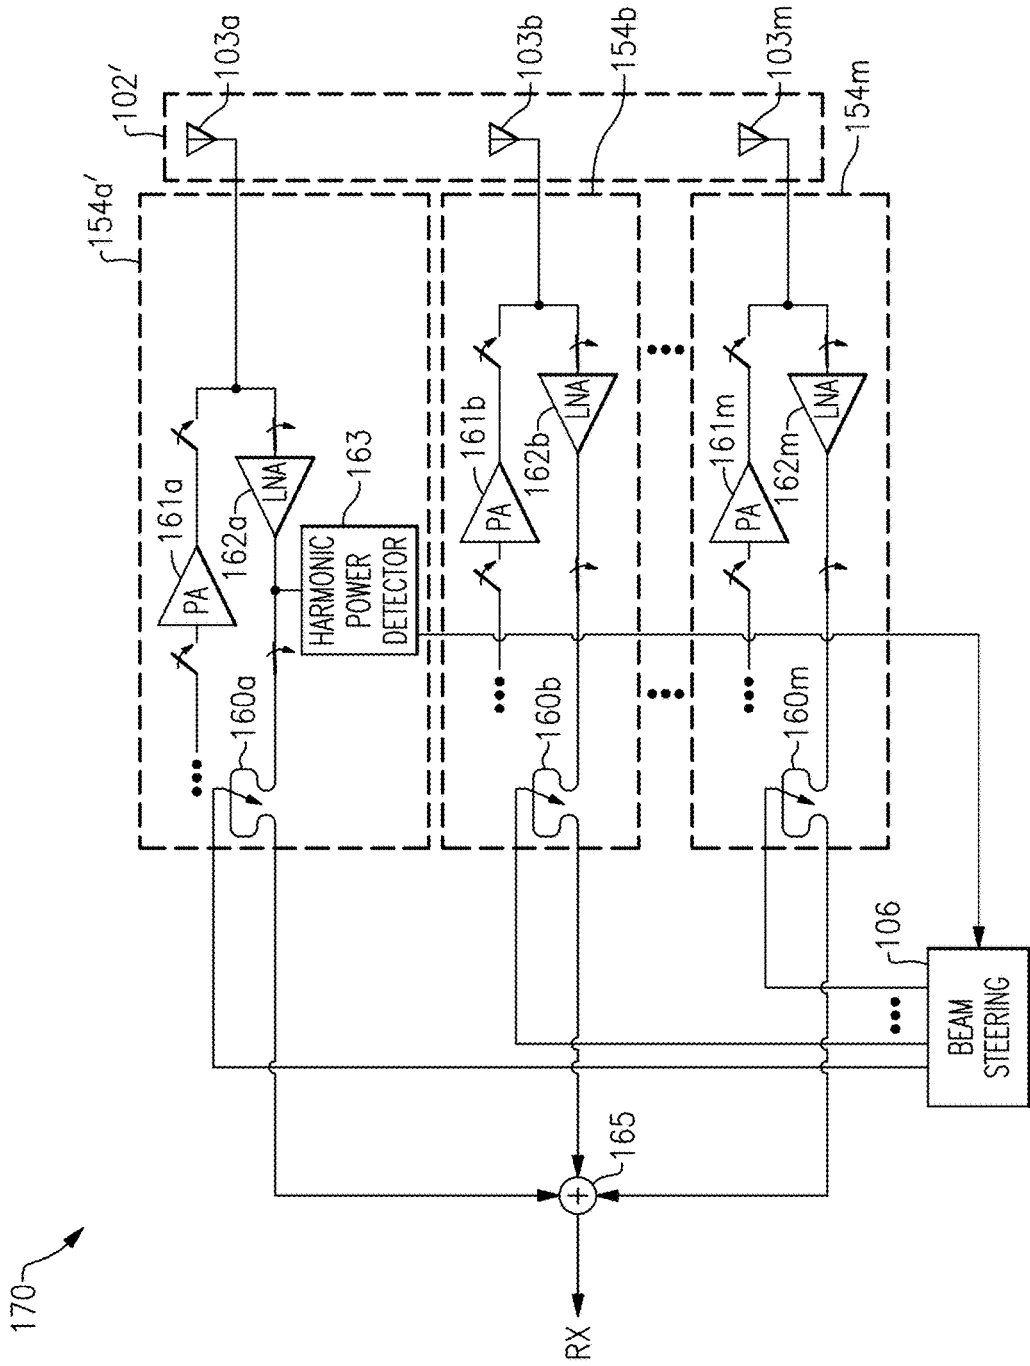 170
102'
154a'
103a
103b
154b
103m
154m
161a
PA
162a
LNA
163
HARMONIC
POWER
DETECTOR
160a
161b
PA
162b
LNA
160b
161m
PA
162m
LNA
160m
106
BEAM
STEERING
165
+
RX